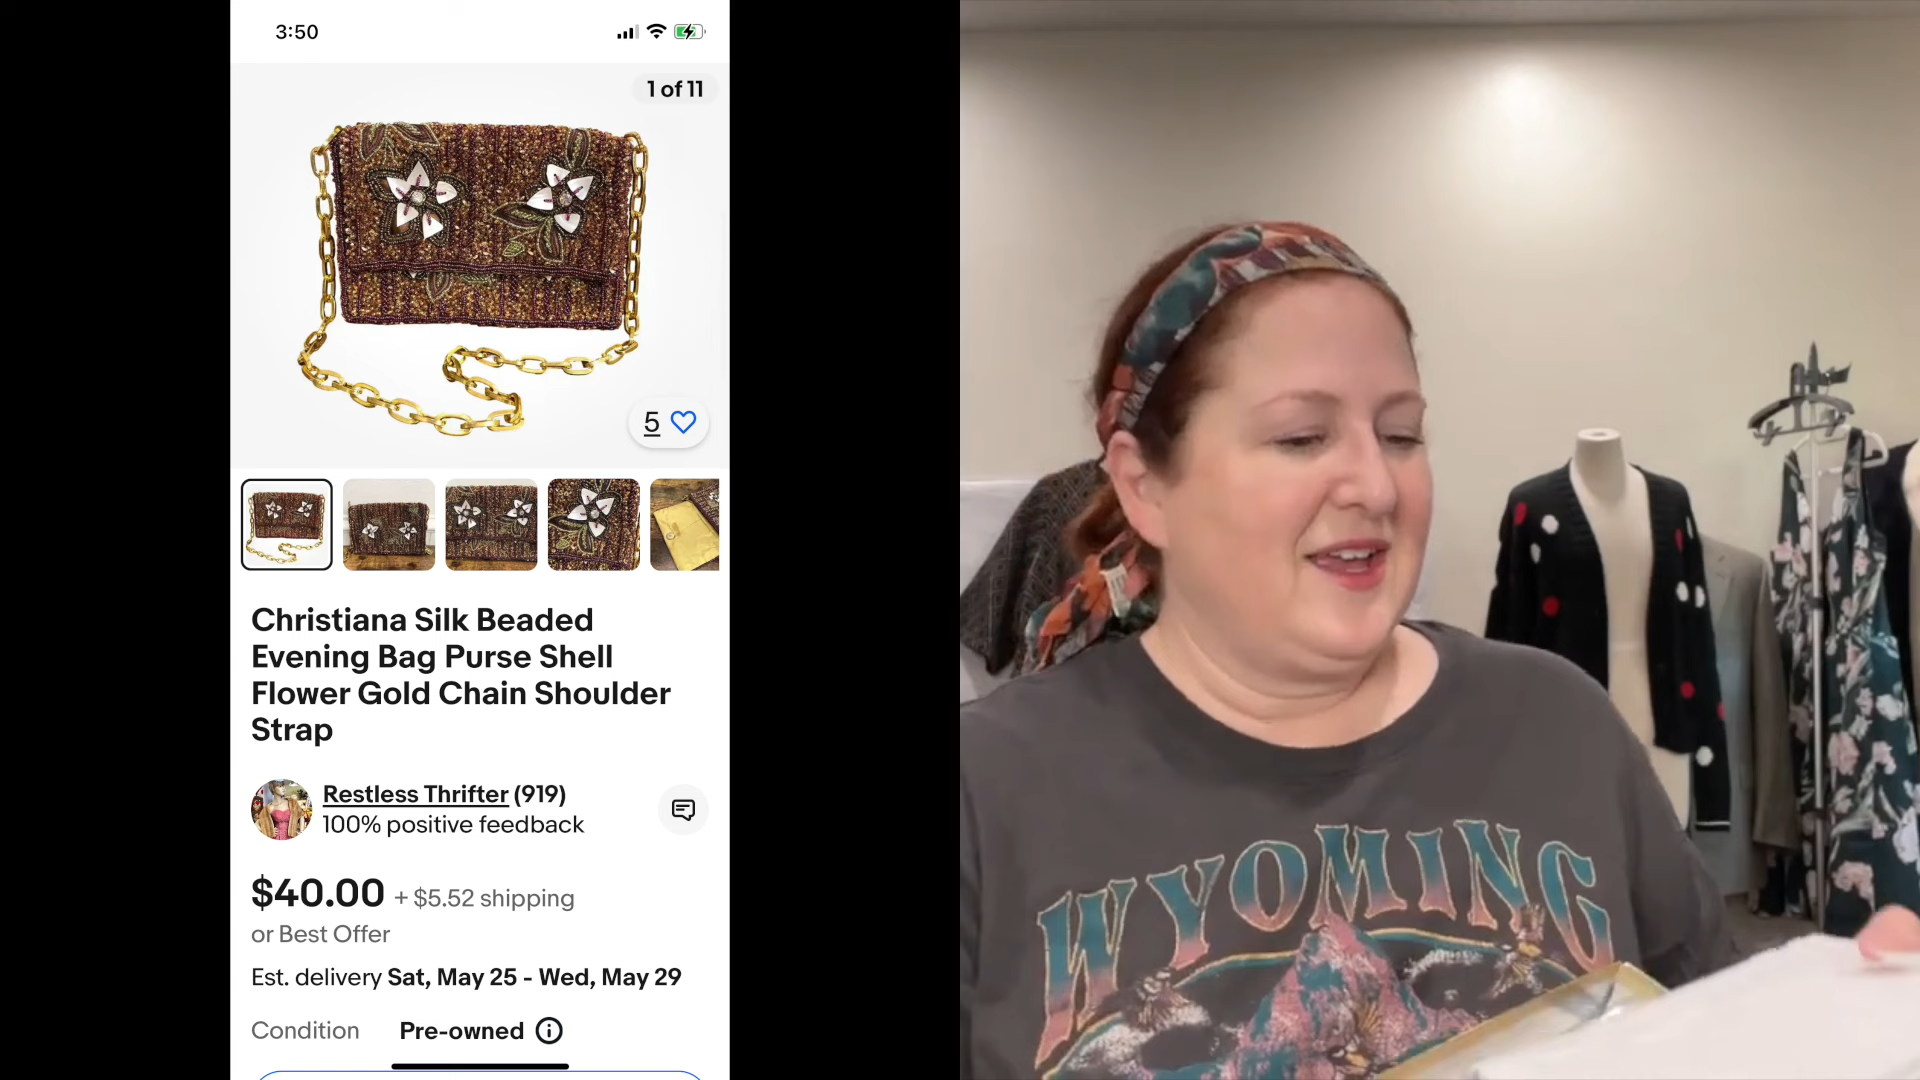 3:50
1 of 11
5
Christiana Silk Beaded
Evening Bag Purse Shell
Flower Gold Chain Shoulder
Strap
Restless Thrifter (919)
100% positive feedback
$40.00 + $5.52 shipping
or Best Offer
Est. delivery Sat, May 25 - Wed, May 29
Condition Pre-owned
WYOMING